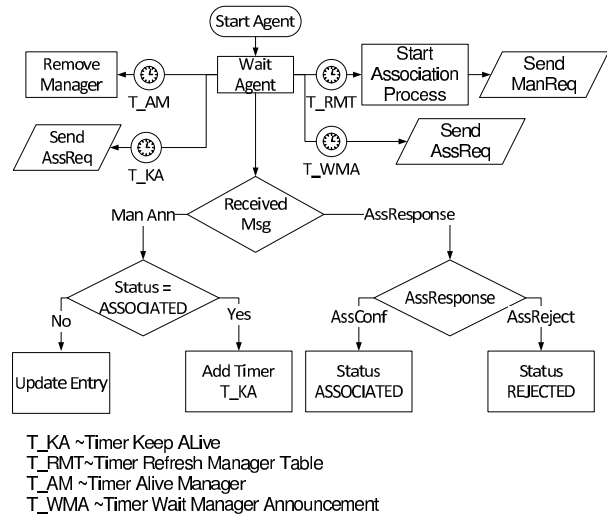 Start Agent
Remove
Manager
T_AM
Wait
Agent
T_RMT
Start
Association
Process
Send
ManReq
Send
AssReq
T_KA
T_WMA
Send
AssReq
Received
Msg
Man Ann
AssResponse
Status =
ASSOCIATED
AssResponse
No
Yes
AssConf
AssReject
Update Entry
Add Timer
T_KA
Status
ASSOCIATED
Status
REJECTED
T_KA ~Timer Keep ALive
T_RMT~Timer Refresh Manager Table
T_AM ~Timer Alive Manager
T_WMA ~Timer Wait Manager Announcement